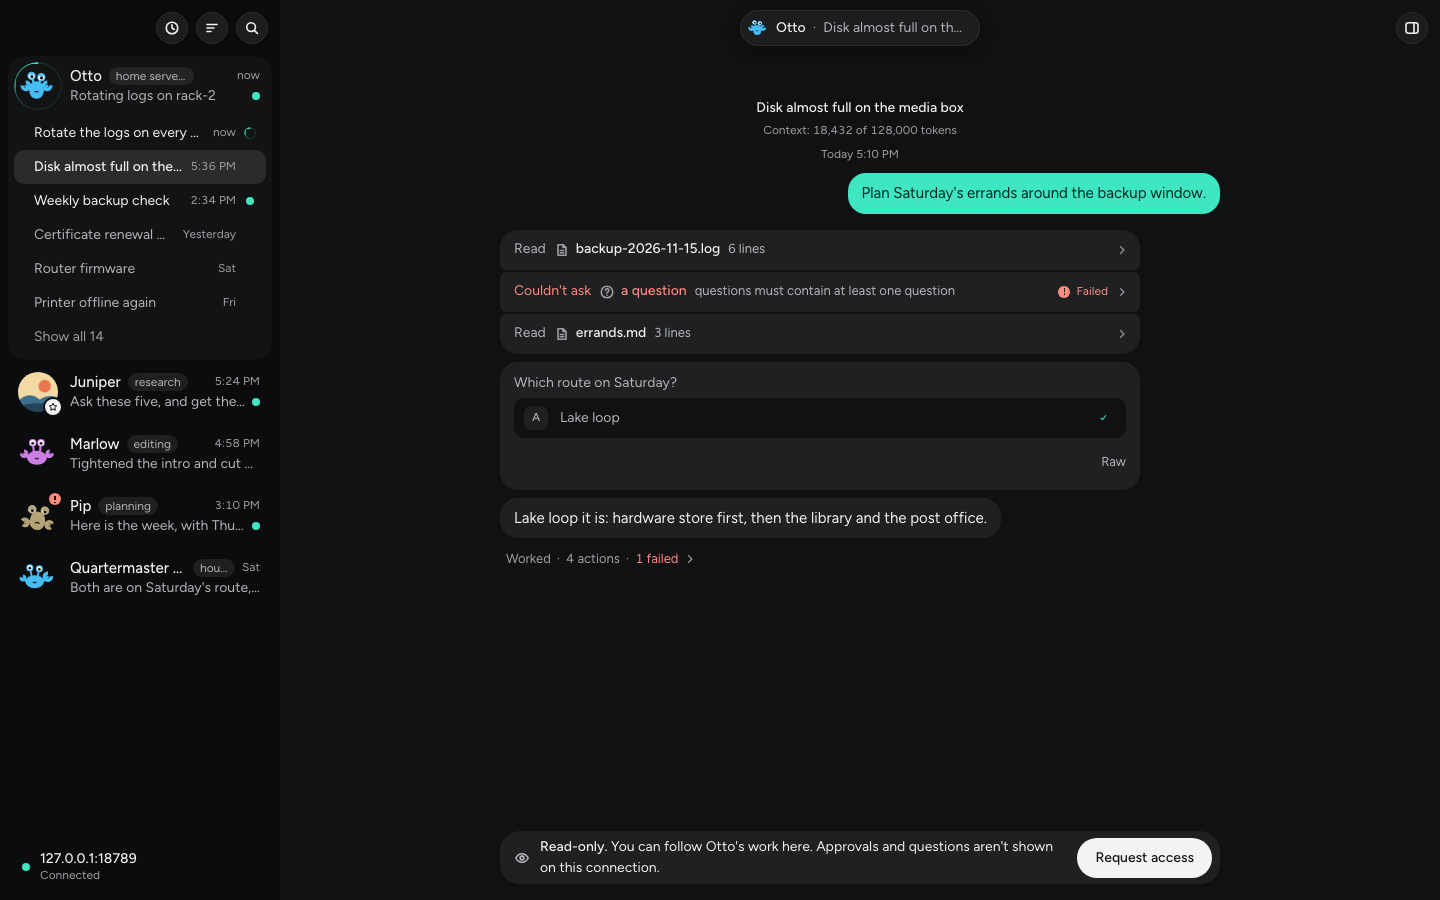 Otto · Disk almost full on th...
Otto home serve... now
Rotating logs on rack-2
Rotate the logs on every ... now
Disk almost full on the... 5:36 PM
Weekly backup check 2:34 PM
Certificate renewal ... Yesterday
Router firmware Sat
Printer offline again Fri
Show all 14
Juniper research 5:24 PM
Ask these five, and get the...
Marlow editing 4:58 PM
Tightened the intro and cut ...
Pip planning 3:10 PM
Here is the week, with Thu...
Quartermaster ... hou... Sat
Both are on Saturday's route,...
127.0.0.1:18789
Connected
Disk almost full on the media box
Context: 18,432 of 128,000 tokens
Today 5:10 PM
Plan Saturday's errands around the backup window.
Read backup-2026-11-15.log 6 lines
Couldn't ask a question questions must contain at least one question Failed
Read errands.md 3 lines
Which route on Saturday?
A Lake loop
Raw
Lake loop it is: hardware store first, then the library and the post office.
Worked · 4 actions · 1 failed
Read-only. You can follow Otto's work here. Approvals and questions aren't shown
on this connection.
Request access